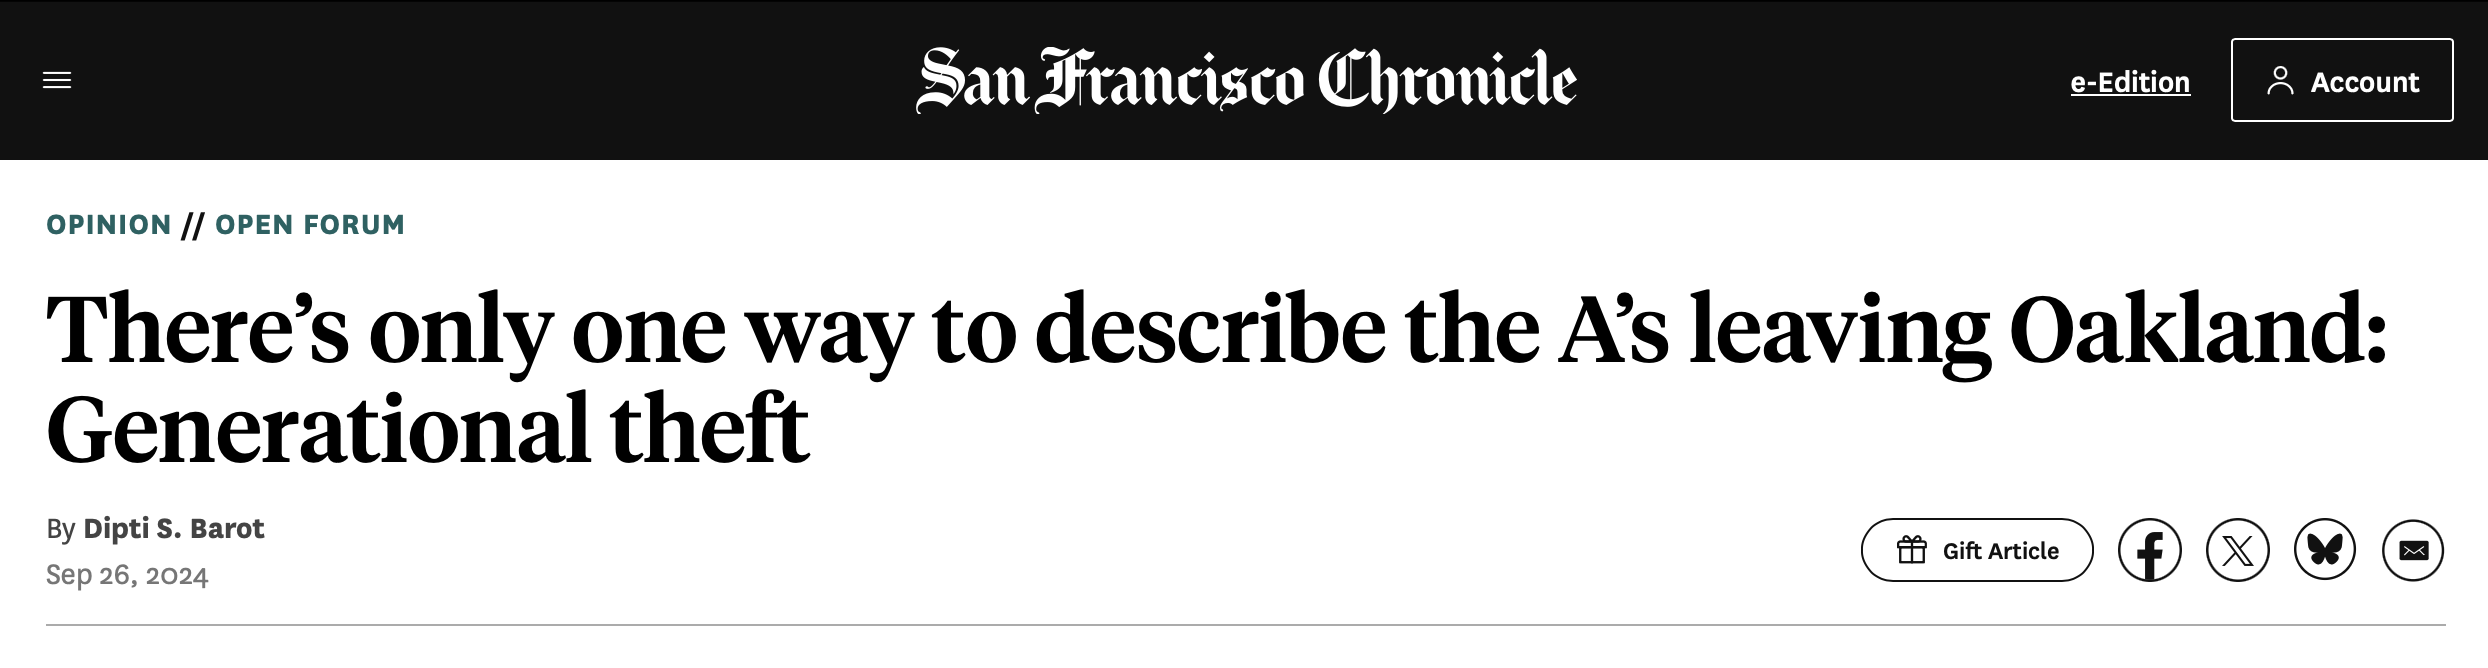 San Francisco Chronicle
e-Edition
Account
OPINION // OPEN FORUM
There’s only one way to describe the A’s leaving Oakland:
Generational theft
By Dipti S. Barot
Sep 26, 2024
Gift Article